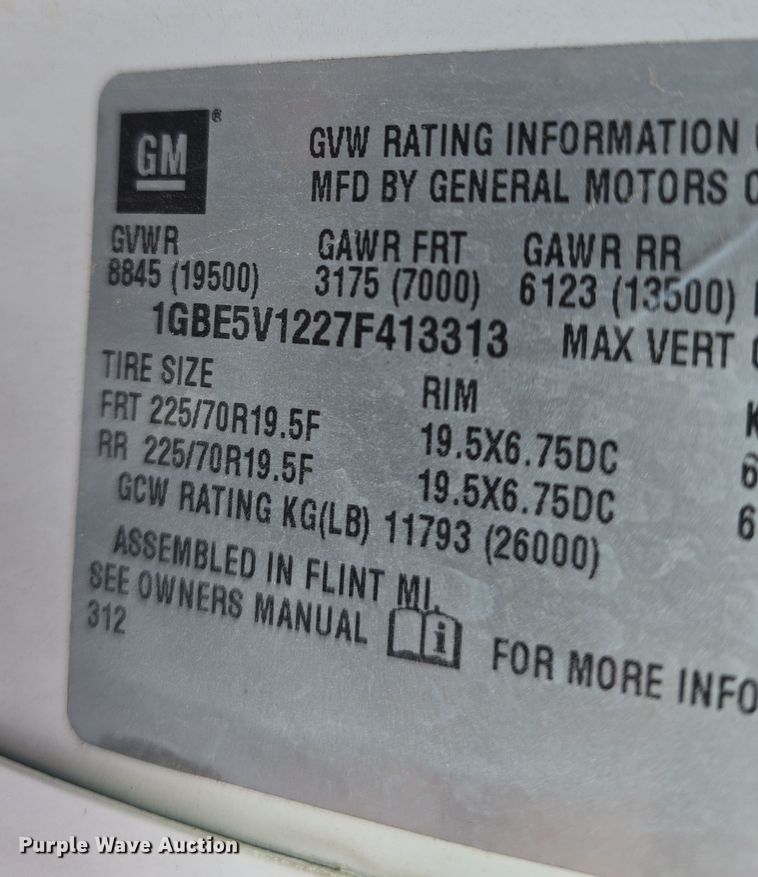 GM ®
GVW RATING INFORMATION
MFD BY GENERAL MOTORS
GVWR GAWR FRT GAWR RR
8845 (19500) 3175 (7000) 6123 (13500)
1GBE5V1227F413313 MAX VERT
TIRE SIZE RIM
FRT 225/70R19.5F 19.5X6.75DC 6
RR 225/70R19.5F 19.5X6.75DC 6
GCW RATING KG(LB) 11793 (26000)
ASSEMBLED IN FLINT MI.
SEE OWNERS MANUAL i FOR MORE INFO
312
Purple Wave Auction